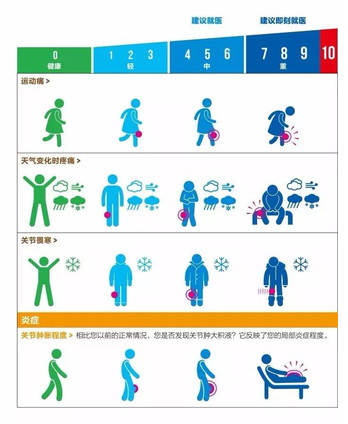 建议就医 建议即刻就医
0 1 2 3 4 5 6 7 8 9 10
健康 轻 中 重
运动痛 >
天气变化时疼痛 >
关节畏寒 >
炎症
关节肿胀程度 > 相比您以前的正常情况，您是否发现关节肿大积液？它反映了您的局部炎症程度。